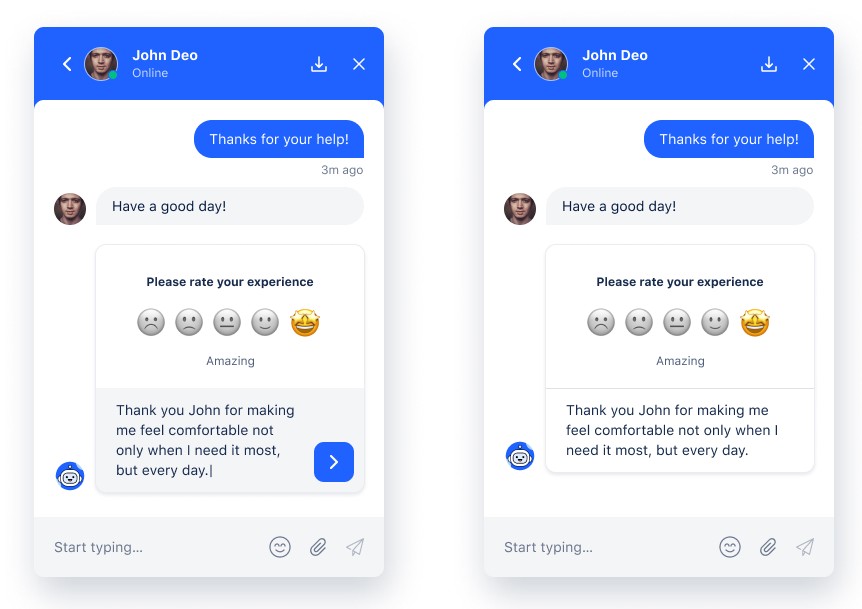 John Deo
Online
Thanks for your help!
3m ago
Have a good day!
Please rate your experience
Amazing
Thank you John for making
me feel comfortable not
only when I need it most,
but every day.
Start typing...
John Deo
Online
Thanks for your help!
3m ago
Have a good day!
Please rate your experience
Amazing
Thank you John for making me
feel comfortable not only when I
need it most, but every day.
Start typing...